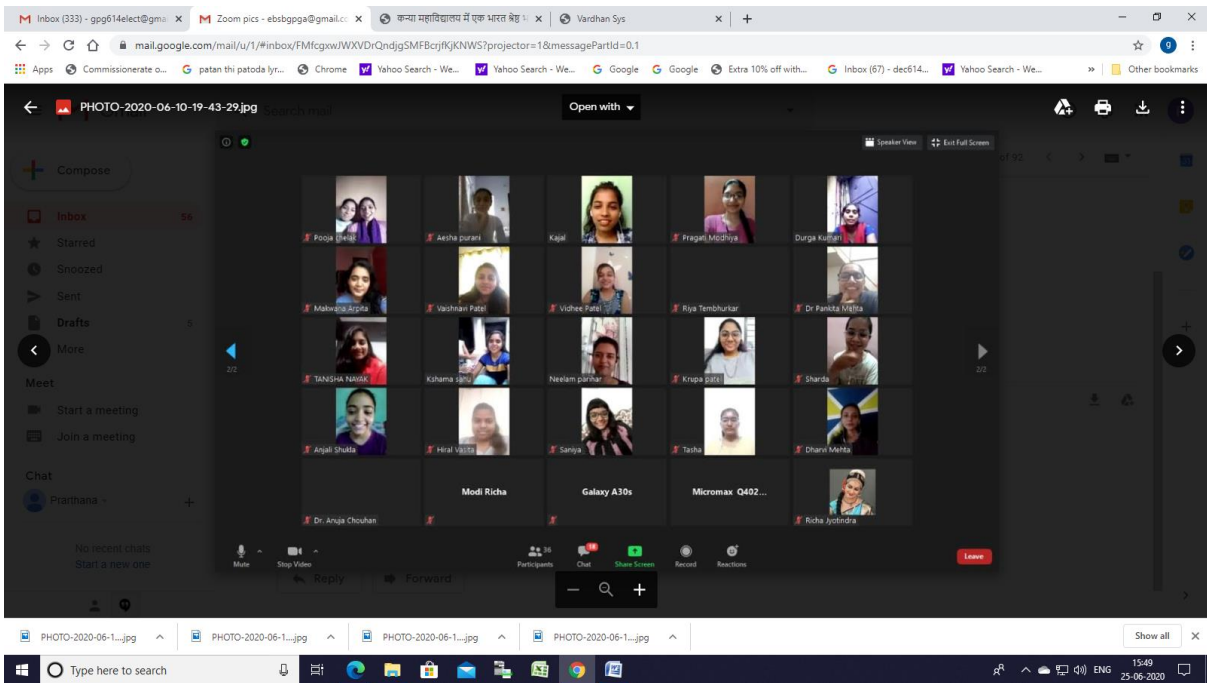 Inbox (333) - gpg614elect@gma
Zoom pics - ebsbgpga@gmail.cc
कन्या महाविद्यालय में एक भारत श्रेष्ठ
Vardhan Sys
mail.google.com/mail/u/1/#inbox/FMfcgxwJWXVDrQndjgSMFBcrjfKjKNWS?projector=1&messagePartId=0.1
g
Apps
Commissionerate o...
patan thi patoda lyr...
Chrome
Yahoo Search - We...
Yahoo Search - We...
Google
Google
Extra 10% off with...
Inbox (67) - dec614...
Yahoo Search - We...
Other bookmarks
PHOTO-2020-06-10-19-43-29.jpg
Search mail
Open with
Speaker View
Exit Full Screen
of 92
Compose
Inbox 56
Starred
Snoozed
Sent
Drafts 5
More
Meet
Start a meeting
Join a meeting
Chat
Prarthana
No recent chats
Start a new one
Pooja chelak
Aesha purani
Kajal
Pragati Modhiya
Durga Kumari
Makwana Arpita
Vaishnavi Patel
Vidhee Patel
Riya Tembhurkar
Dr Pankita Mehta
2/2
2/2
TANISHA NAYAK
Kshama sahu
Neelam parihar
Krupa patel
Sharda
Anjali Shukla
Hiral Vasita
Saniya
Tasha
Dharvi Mehta
Modi Richa
Galaxy A30s
Micromax Q402...
Dr. Anuja Chouhan
Richa Jyotindra
Mute
Stop Video
Participants 36
Chat 18
Share Screen
Record
Reactions
Leave
Reply
Forward
PHOTO-2020-06-1....jpg
PHOTO-2020-06-1....jpg
PHOTO-2020-06-1....jpg
PHOTO-2020-06-1....jpg
Show all
Type here to search
ENG
15:49
25-06-2020